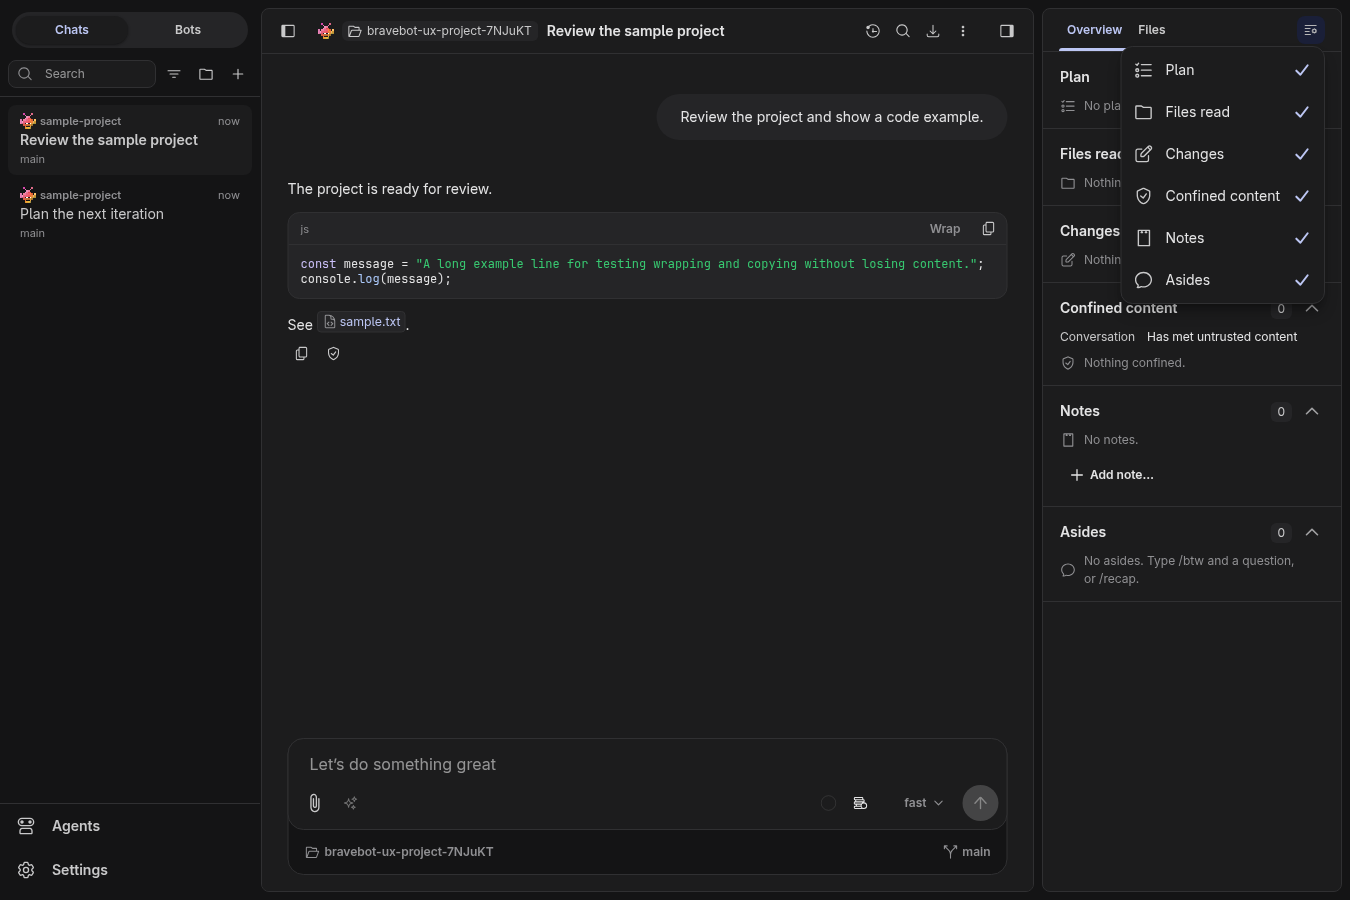 Chats
Bots
Search
sample-project
now
Review the sample project
main
sample-project
now
Plan the next iteration
main
Agents
Settings
bravebot-ux-project-7NJuKT
Review the sample project
Review the project and show a code example.
The project is ready for review.
js
Wrap
const message = "A long example line for testing wrapping and copying without losing content.";
console.log(message);
See sample.txt.
Let's do something great
fast
bravebot-ux-project-7NJuKT
main
Overview
Files
Plan
No pla
Files read
Nothin
Changes
Nothin
Plan
Files read
Changes
Confined content
Notes
Asides
Confined content
0
Conversation Has met untrusted content
Nothing confined.
Notes
0
No notes.
Add note...
Asides
0
No asides. Type /btw and a question,
or /recap.